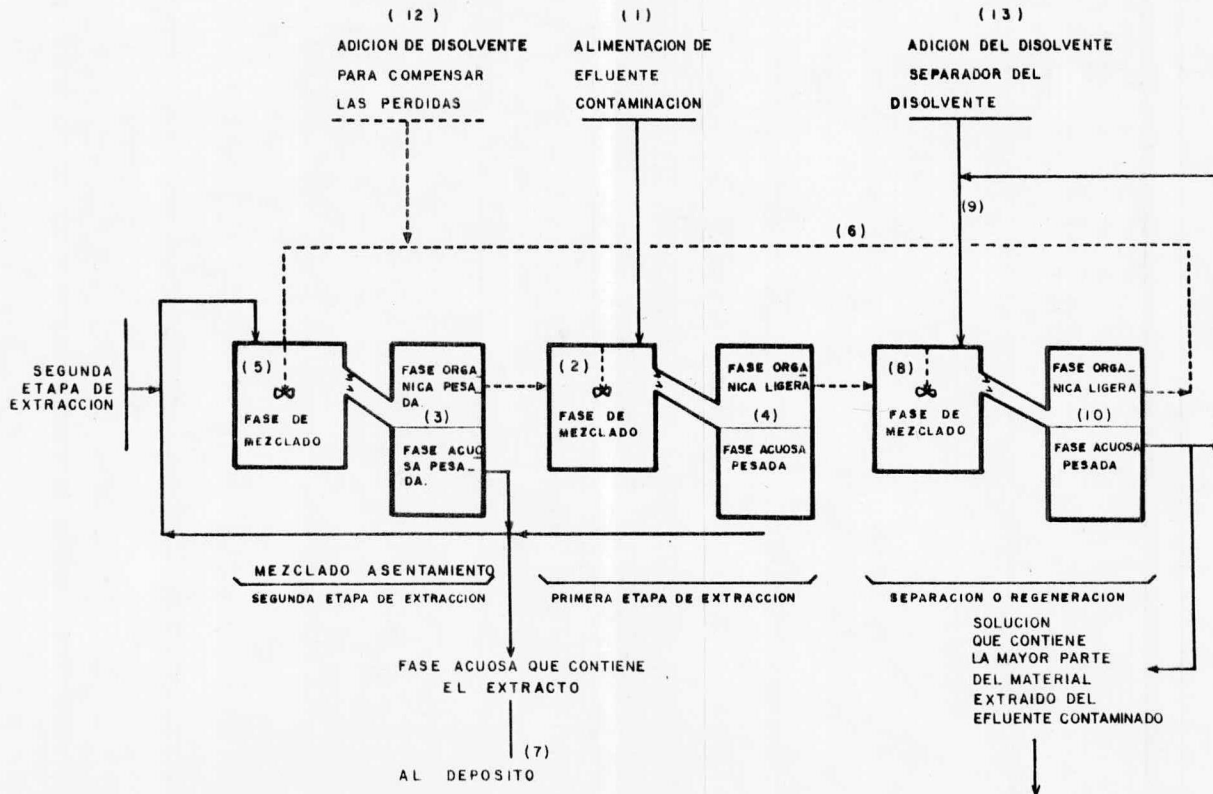 (12)
ADICION DE DISOLVENTE
PARA COMPENSAR
LAS PERDIDAS
(1)
ALIMENTACION DE
EFLUENTE
CONTAMINACION
(13)
ADICION DEL DISOLVENTE
SEPARADOR DEL
DISOLVENTE
(9)
(6)
SEGUNDA
ETAPA DE
EXTRACCION
(5)
FASE DE
MEZCLADO
FASE ORGA
NICA PESA_
DA.
(3)
FASE ACUO
SA PESA_
DA.
(2)
FASE DE
MEZCLADO
FASE ORGA
NICA LIGERA
(4)
FASE ACUOSA
PESADA
(8)
FASE DE
MEZCLADO
FASE ORGA_
NICA LIGERA
(10)
FASE ACUOSA
PESADA
MEZCLADO ASENTAMIENTO
SEGUNDA ETAPA DE EXTRACCION
PRIMERA ETAPA DE EXTRACCION
SEPARACION O REGENERACION
FASE ACUOSA QUE CONTIENE
EL EXTRACTO
(7)
AL DEPOSITO
SOLUCION
QUE CONTIENE
LA MAYOR PARTE
DEL MATERIAL
EXTRAIDO DEL
EFLUENTE CONTAMINADO